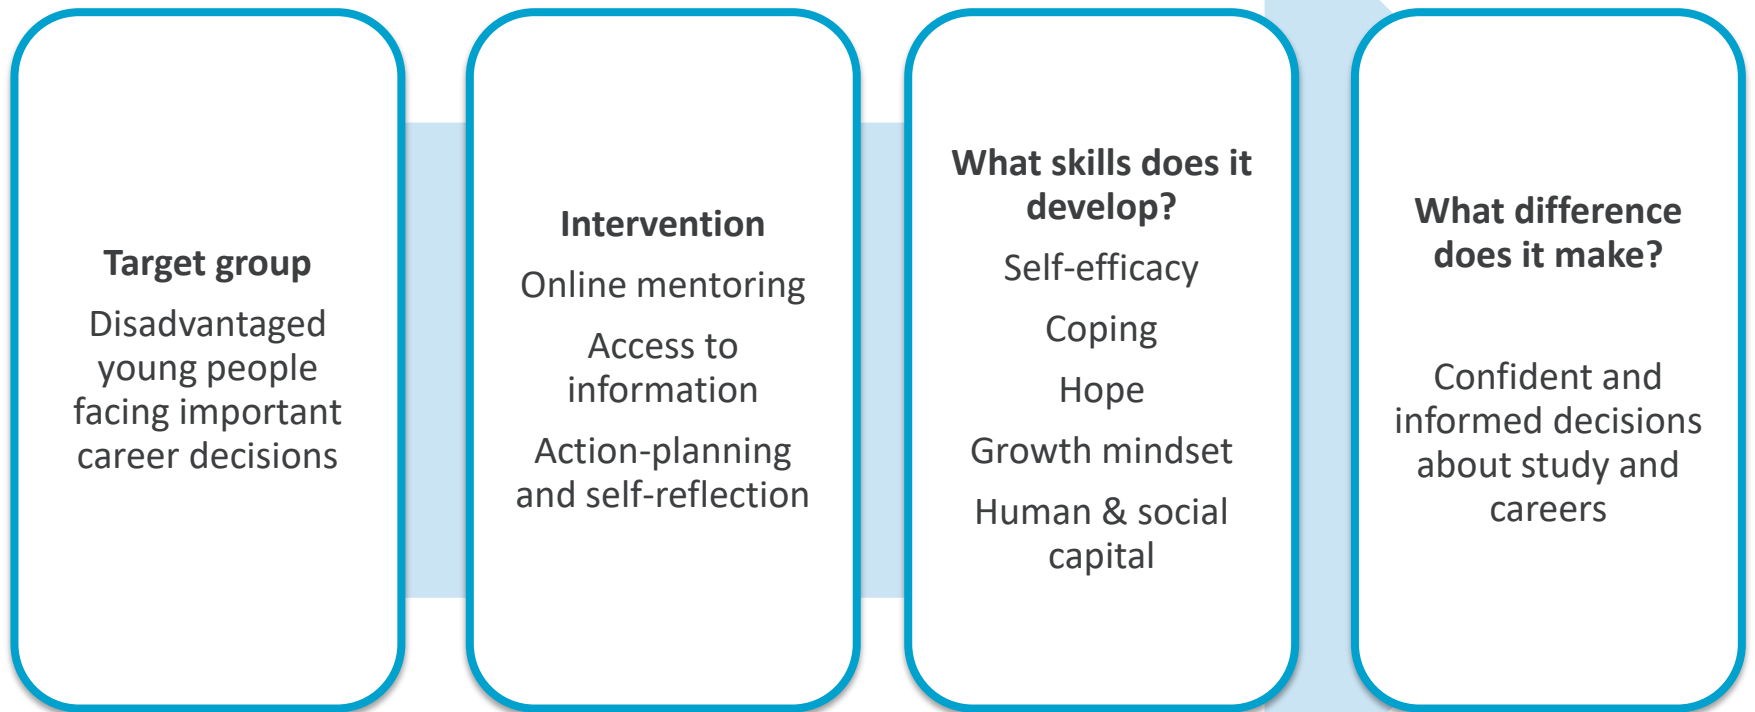 Target group
Disadvantaged
young people
facing important
career decisions
Intervention
Online mentoring
Access to
information
Action-planning
and self-reflection
What skills does it
develop?
Self-efficacy
Coping
Hope
Growth mindset
Human & social
capital
What difference
does it make?
Confident and
informed decisions
about study and
careers